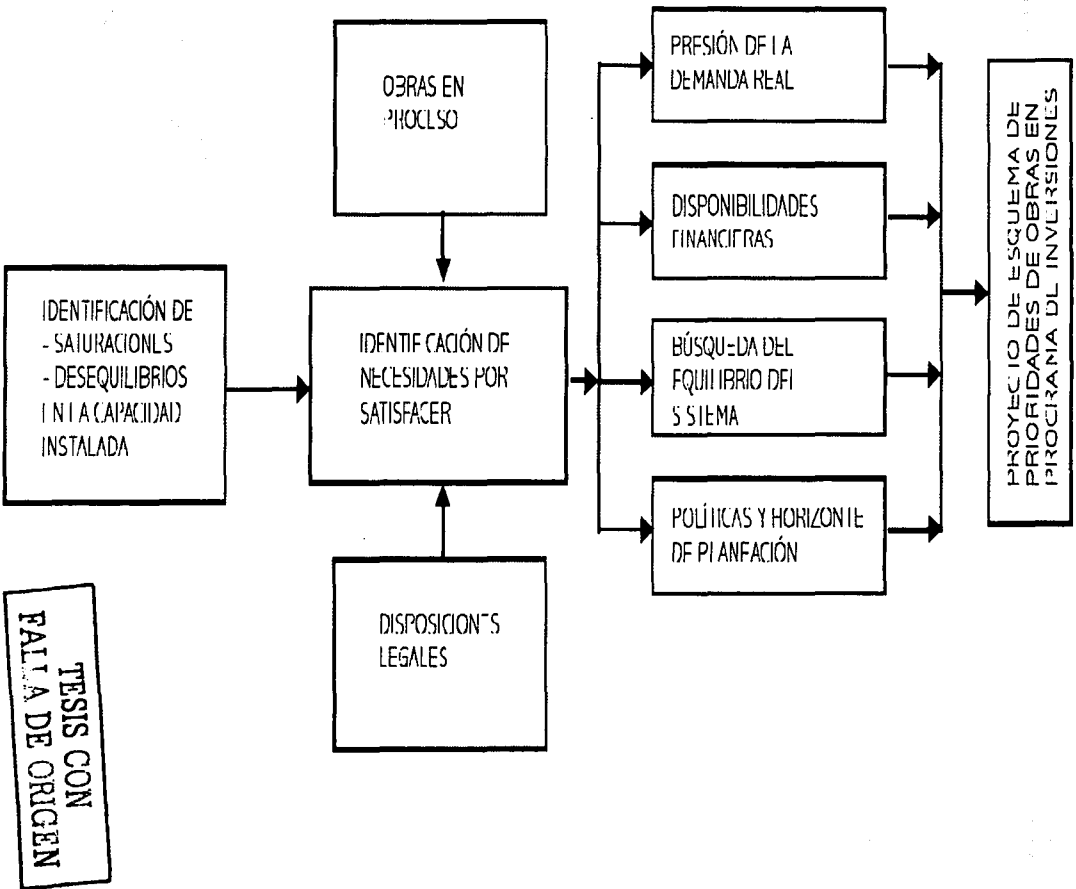 OBRAS EN
PROCESO
IDENTIFICACIÓN DE
- SATURACIONES
- DESEQUILIBRIOS
EN LA CAPACIDAD
INSTALADA
IDENTIFICACIÓN DE
NECESIDADES POR
SATISFACER
DISPOSICIONES
LEGALES
PRESIÓN DE LA
DEMANDA REAL
DISPONIBILIDADES
FINANCIERAS
BÚSQUEDA DEL
EQUILIBRIO DEL
SISTEMA
POLÍTICAS Y HORIZONTE
DE PLANEACIÓN
PROYECTO DE ESQUEMA DE
PRIORIDADES DE OBRAS EN
PROGRAMA DE INVERSIONES
TESIS CON
FALLA DE ORIGEN